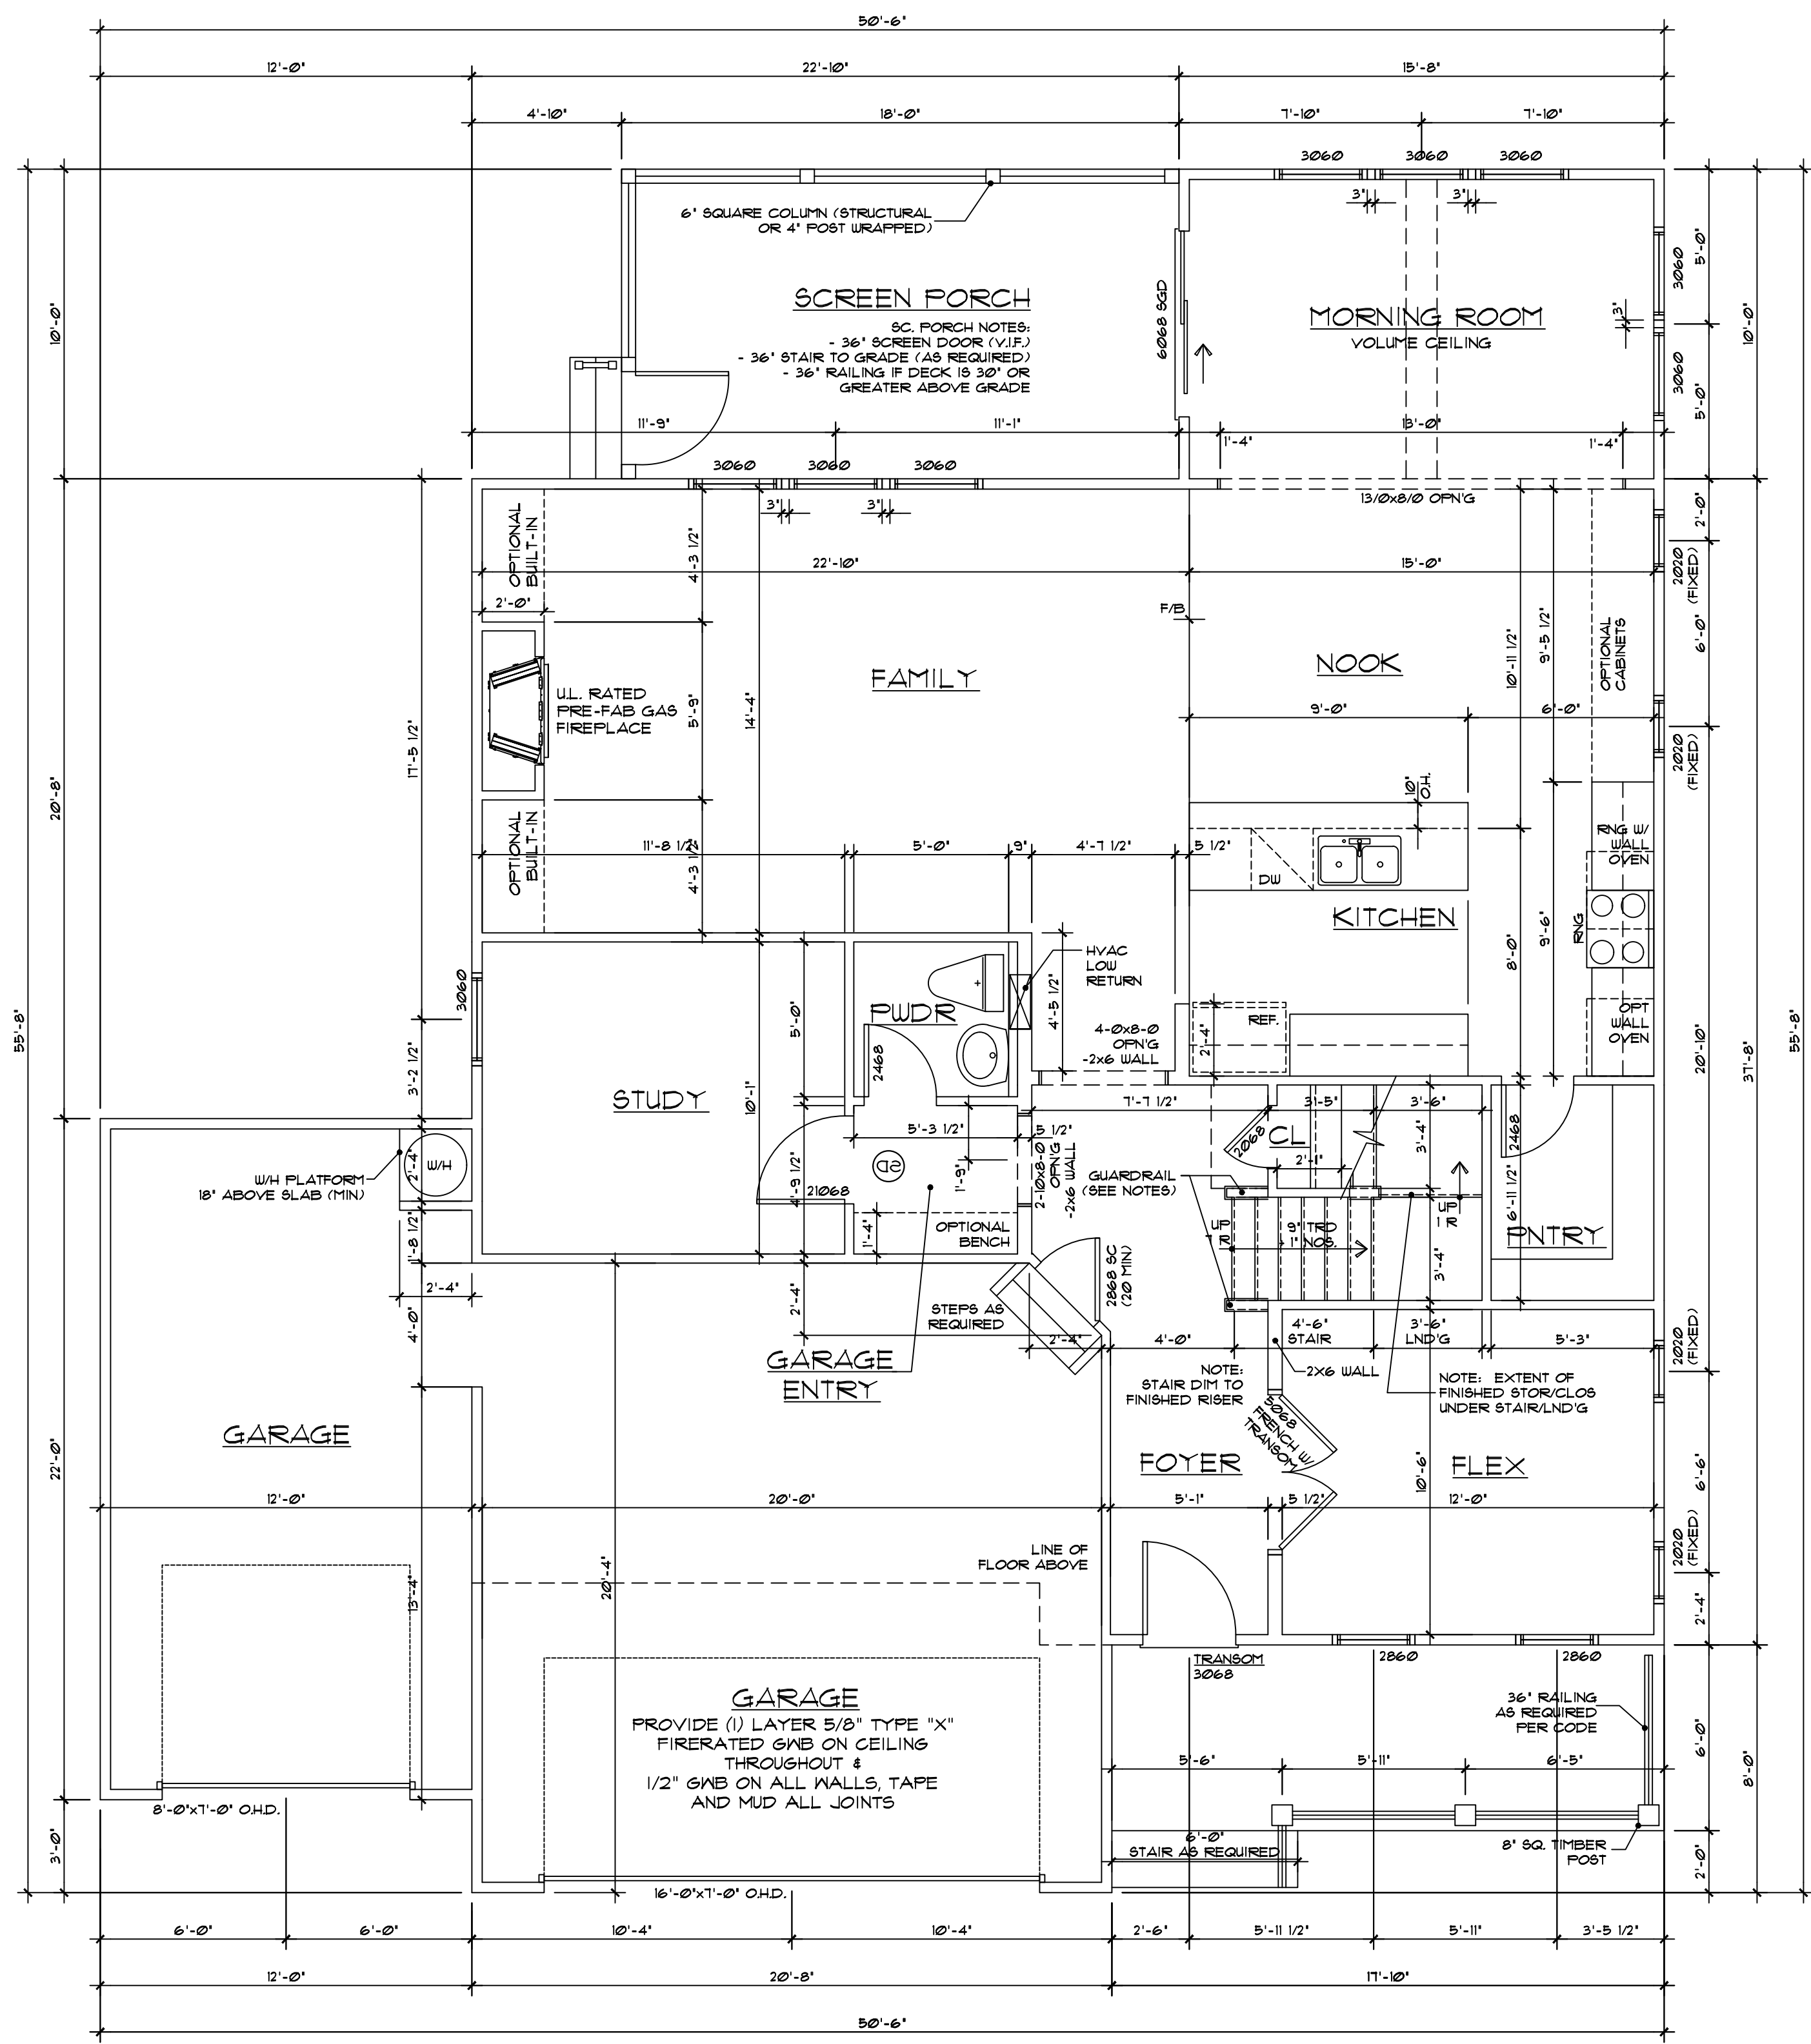 50'-6"
12'-0"
22'-10"
15'-8"
4'-10"
18'-0"
7'-10"
7'-10"
3060
3060
3060
3"
3"
6" SQUARE COLUMN (STRUCTURAL
OR 4" POST WRAPPED)
SCREEN PORCH
SC. PORCH NOTES:
- 36" SCREEN DOOR (V.I.F.)
- 36" STAIR TO GRADE (AS REQUIRED)
- 36" RAILING IF DECK IS 30" OR
GREATER ABOVE GRADE
6068 SGD
MORNING ROOM
VOLUME CEILING
3060
5'-0"
3"
3060
5'-0"
10'-0"
10'-0"
11'-9"
11'-1"
13'-0"
1'-4"
1'-4"
3060
3060
3060
3"
3"
13/0x8/0 OPN'G
OPTIONAL
BUILT-IN
4'-3 1/2"
22'-10"
15'-0"
2'-0"
2'-0"
2020
(FIXED)
F/B
FAMILY
NOOK
10'-11 1/2"
9'-5 1/2"
OPTIONAL
CABINETS
6'-0"
U.L. RATED
PRE-FAB GAS
FIREPLACE
5'-9"
14'-4"
17'-5 1/2"
9'-0"
6'-0"
2020
(FIXED)
20'-8"
10"
O.H.
OPTIONAL
BUILT-IN
4'-3 1/2"
11'-8 1/2"
5'-0"
9"
4'-7 1/2"
5 1/2"
DW
RNG W/
WALL
OVEN
KITCHEN
RNG
9'-6"
8'-0"
HVAC
LOW
RETURN
3060
PWDR
5'-0"
4'-5 1/2"
2468
4-0x8-0
OPN'G
-2x6 WALL
2'-4"
REF.
OPT
WALL
OVEN
55'-8"
20'-10"
37'-8"
55'-8"
3'-2 1/2"
STUDY
10'-1"
7'-7 1/2"
3'-5"
3'-6"
5'-3 1/2"
5 1/2"
2-10x8-0
OPN'G
-2x6 WALL
2068
CL
2'-1"
3'-4"
2468
W/H
2'-4"
W/H PLATFORM
18" ABOVE SLAB (MIN)
SD
1'-9"
GUARDRAIL
(SEE NOTES)
21068
4'-9 1/2"
1'-4"
OPTIONAL
BENCH
UP
7 R
9" TRD
+ 1" NOS.
UP
7 R
6'-11 1/2"
PNTRY
1'-8 1/2"
2'-4"
4'-0"
2'-4"
2868 SC
(20 MIN)
3'-4"
STEPS AS
REQUIRED
2'-4"
4'-0"
4'-6"
STAIR
3'-6"
LND'G
5'-3"
2020
(FIXED)
GARAGE
ENTRY
NOTE:
STAIR DIM TO
FINISHED RISER
2X6 WALL
NOTE: EXTENT OF
FINISHED STOR/CLOS
UNDER STAIR/LND'G
5068
FRENCH W/
TRANSOM
GARAGE
22'-0"
FOYER
FLEX
10'-6"
6'-6"
12'-0"
20'-0"
5'-1"
5 1/2"
12'-0"
2020
(FIXED)
LINE OF
FLOOR ABOVE
13'-4"
20'-4"
2'-4"
TRANSOM
3068
2860
2860
GARAGE
PROVIDE (1) LAYER 5/8" TYPE "X"
FIRERATED GWB ON CEILING
THROUGHOUT &
1/2" GWB ON ALL WALLS, TAPE
AND MUD ALL JOINTS
36" RAILING
AS REQUIRED
PER CODE
6'-0"
8'-0"
5'-6"
5'-11"
6'-5"
8'-0"x7'-0" O.H.D.
3'-0"
6'-0"
STAIR AS REQUIRED
8" SQ. TIMBER
POST
2'-0"
16'-0"x7'-0" O.H.D.
6'-0"
6'-0"
10'-4"
10'-4"
2'-6"
5'-11 1/2"
5'-11"
3'-5 1/2"
12'-0"
20'-8"
17'-10"
50'-6"